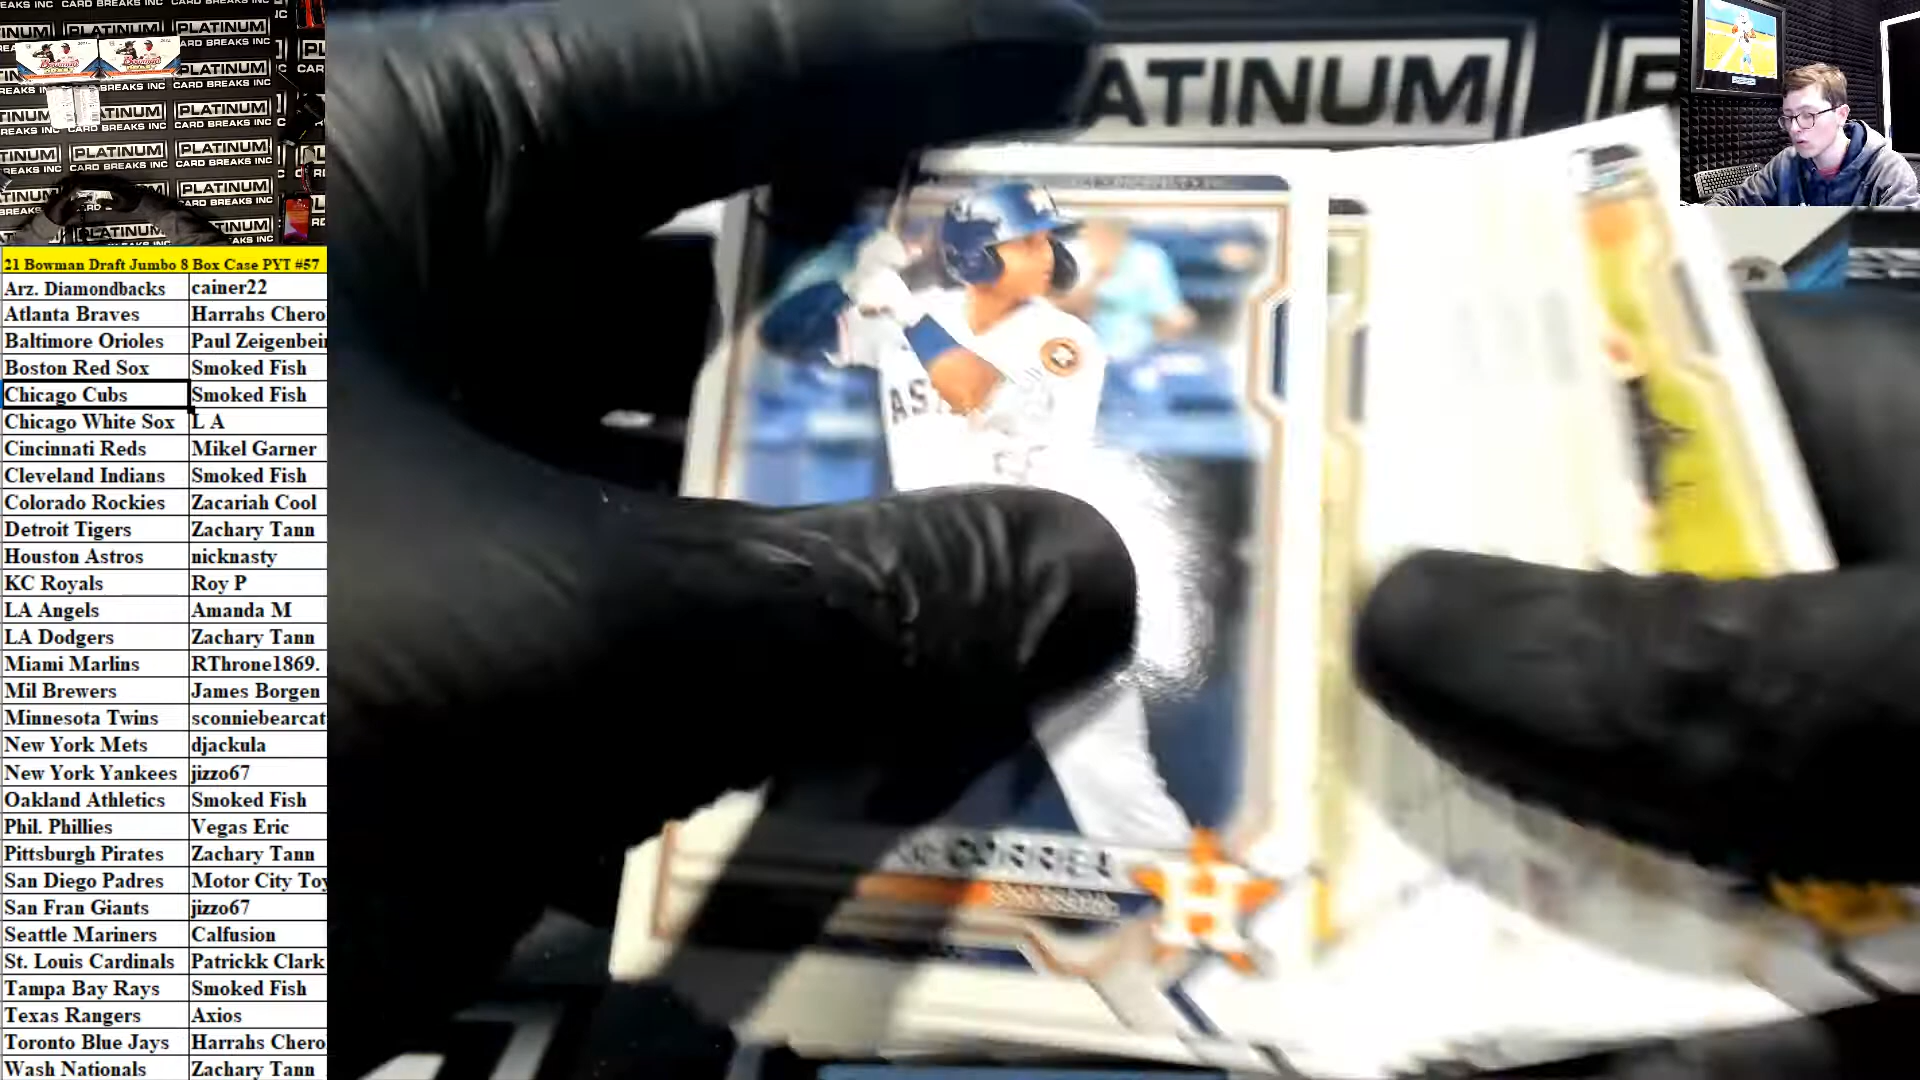 21 Bowman Draft Jumbo 8 Box Case PYT #57
Arz. Diamondbacks cainer22
Atlanta Braves Harrahs Chero
Baltimore Orioles Paul Zeigenbein
Boston Red Sox Smoked Fish
Chicago Cubs Smoked Fish
Chicago White Sox L A
Cincinnati Reds Mikel Garner
Cleveland Indians Smoked Fish
Colorado Rockies Zacariah Cool
Detroit Tigers Zachary Tann
Houston Astros nicknasty
KC Royals Roy P
LA Angels Amanda M
LA Dodgers Zachary Tann
Miami Marlins RThrone1869.
Mil Brewers James Borgen
Minnesota Twins sconniebearcat
New York Mets djackula
New York Yankees jizzo67
Oakland Athletics Smoked Fish
Phil. Phillies Vegas Eric
Pittsburgh Pirates Zachary Tann
San Diego Padres Motor City Toy
San Fran Giants jizzo67
Seattle Mariners Calfusion
St. Louis Cardinals Patrickk Clark
Tampa Bay Rays Smoked Fish
Texas Rangers Axios
Toronto Blue Jays Harrahs Chero
Wash Nationals Zachary Tann
PLATINUM
CARD BREAKS INC
ATINUM
AS
CORREA
H